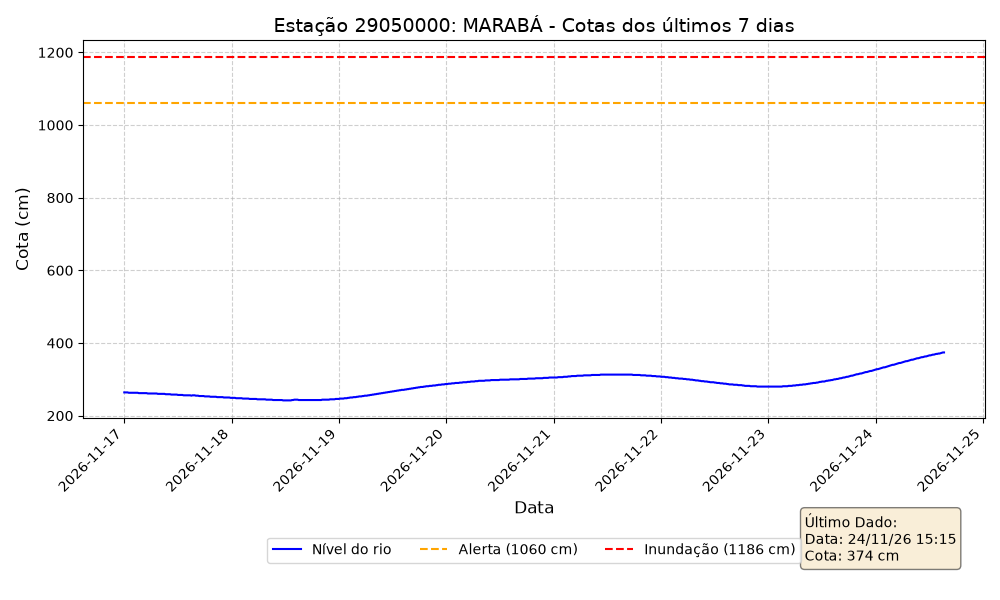 Estação 29050000: MARABÁ - Cotas dos últimos 7 dias
Cota (cm)
1200
1000
800
600
400
200
2026-11-17
2026-11-18
2026-11-19
2026-11-20
2026-11-21
2026-11-22
2026-11-23
2026-11-24
2026-11-25
Data
Nível do rio
Alerta (1060 cm)
Inundação (1186 cm)
Último Dado:
Data: 24/11/26 15:15
Cota: 374 cm